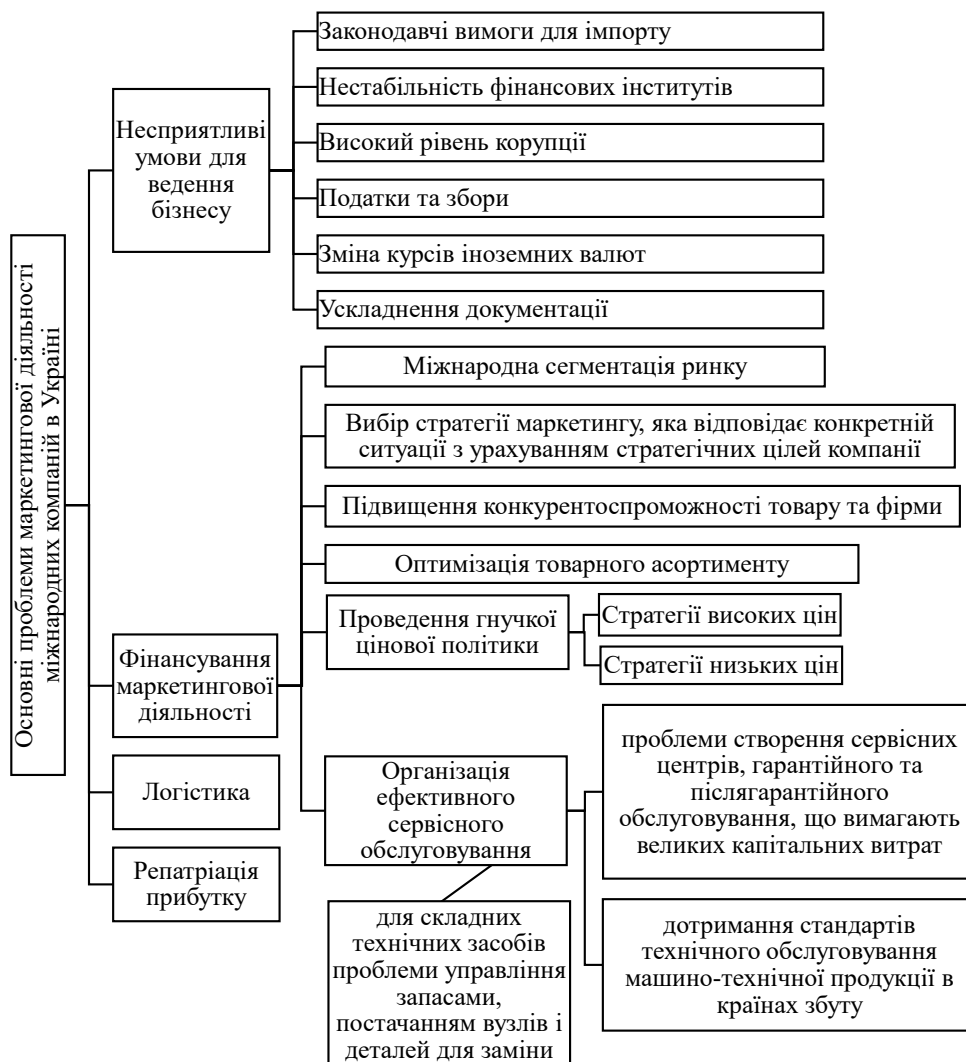 Основні проблеми маркетингової діяльності
міжнародних компаній в Україні
Несприятливі
умови для
ведення
бізнесу
Законодавчі вимоги для імпорту
Нестабільність фінансових інститутів
Високий рівень корупції
Податки та збори
Зміна курсів іноземних валют
Ускладнення документації
Фінансування
маркетингової
діяльності
Міжнародна сегментація ринку
Вибір стратегії маркетингу, яка відповідає конкретній
ситуації з урахуванням стратегічних цілей компанії
Підвищення конкурентоспроможності товару та фірми
Оптимізація товарного асортименту
Проведення гнучкої
цінової політики
Стратегії високих цін
Стратегії низьких цін
Організація
ефективного
сервісного
обслуговування
проблеми створення сервісних
центрів, гарантійного та
післягарантійного
обслуговування, що вимагають
великих капітальних витрат
дотримання стандартів
технічного обслуговування
машино-технічної продукції в
країнах збуту
для складних
технічних засобів
проблеми управління
запасами,
постачанням вузлів і
деталей для заміни
Логістика
Репатріація
прибутку